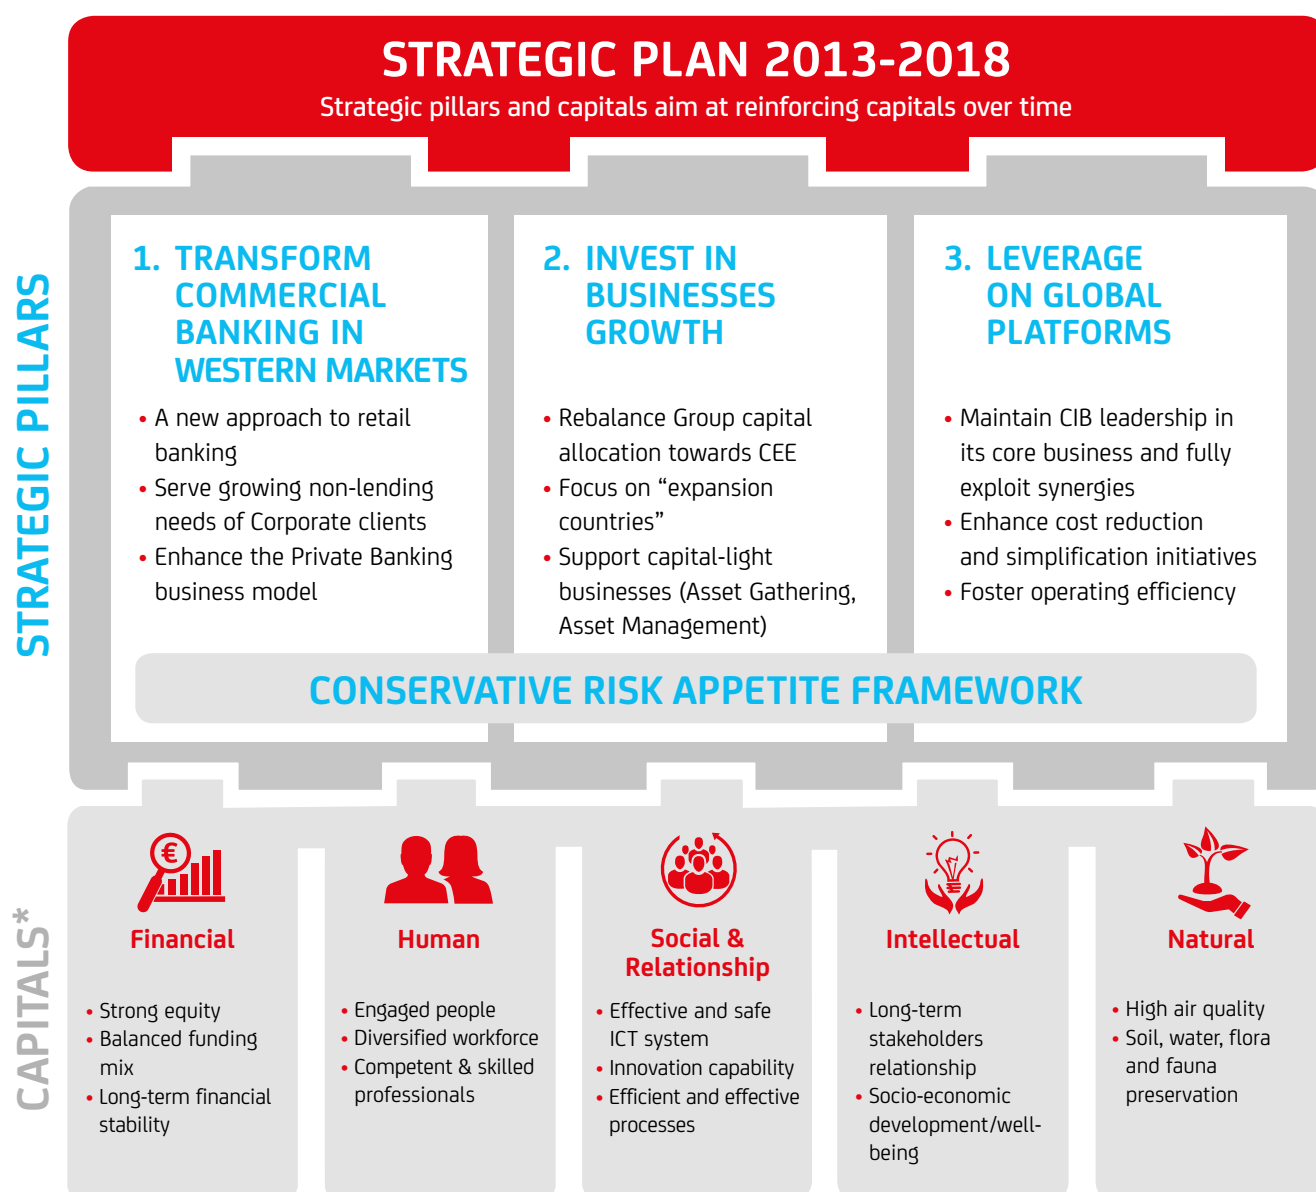 STRATEGIC PLAN 2013-2018
Strategic pillars and capitals aim at reinforcing capitals over time
STRATEGIC PILLARS
1. TRANSFORM
COMMERCIAL
BANKING IN
WESTERN MARKETS
• A new approach to retail
banking
• Serve growing non-lending
needs of Corporate clients
• Enhance the Private Banking
business model
2. INVEST IN
BUSINESSES
GROWTH
• Rebalance Group capital
allocation towards CEE
• Focus on “expansion
countries”
• Support capital-light
businesses (Asset Gathering,
Asset Management)
3. LEVERAGE
ON GLOBAL
PLATFORMS
• Maintain CIB leadership in
its core business and fully
exploit synergies
• Enhance cost reduction
and simplification initiatives
• Foster operating efficiency
CONSERVATIVE RISK APPETITE FRAMEWORK
CAPITALS*
€
Financial
• Strong equity
• Balanced funding
mix
• Long-term financial
stability
Human
• Engaged people
• Diversified workforce
• Competent & skilled
professionals
Social &
Relationship
• Effective and safe
ICT system
• Innovation capability
• Efficient and effective
processes
Intellectual
• Long-term
stakeholders
relationship
• Socio-economic
development/well-
being
Natural
• High air quality
• Soil, water, flora
and fauna
preservation